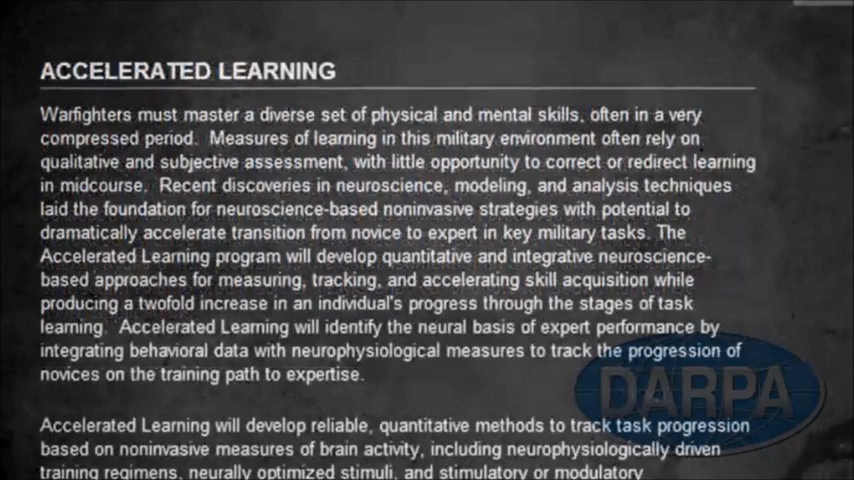 ACCELERATED LEARNING
Warfighters must master a diverse set of physical and mental skills, often in a very
compressed period.  Measures of learning in this military environment often rely on
qualitative and subjective assessment, with little opportunity to correct or redirect learning
in midcourse.  Recent discoveries in neuroscience, modeling, and analysis techniques
laid the foundation for neuroscience-based noninvasive strategies with potential to
dramatically accelerate transition from novice to expert in key military tasks. The
Accelerated Learning program will develop quantitative and integrative neuroscience-
based approaches for measuring, tracking, and accelerating skill acquisition while
producing a twofold increase in an individual's progress through the stages of task
learning.  Accelerated Learning will identify the neural basis of expert performance by
integrating behavioral data with neurophysiological measures to track the progression of
novices on the training path to expertise.
DARPA
Accelerated Learning will develop reliable, quantitative methods to track task progression
based on noninvasive measures of brain activity, including neurophysiologically driven
training regimens, neurally optimized stimuli, and stimulatory or modulatory